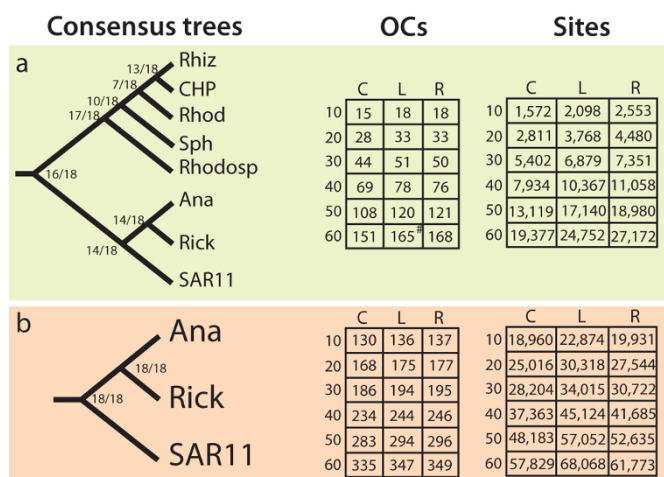 Consensus trees OCs Sites
a
13/18 Rhiz
7/18 CHP
10/18 Rhod
17/18 Sph
Rhodosp
16/18
Ana
14/18
Rick
14/18
SAR11
C L R
10 15 18 18
20 28 33 33
30 44 51 50
40 69 78 76
50 108 120 121
60 151 165# 168
C L R
10 1,572 2,098 2,553
20 2,811 3,768 4,480
30 5,402 6,879 7,351
40 7,934 10,367 11,058
50 13,119 17,140 18,980
60 19,377 24,752 27,172
b
Ana
18/18
Rick
18/18
SAR11
C L R
10 130 136 137
20 168 175 177
30 186 194 195
40 234 244 246
50 283 294 296
60 335 347 349
C L R
10 18,960 22,874 19,931
20 25,016 30,318 27,544
30 28,204 34,015 30,722
40 37,363 45,124 41,685
50 48,183 57,052 52,635
60 57,829 68,068 61,773